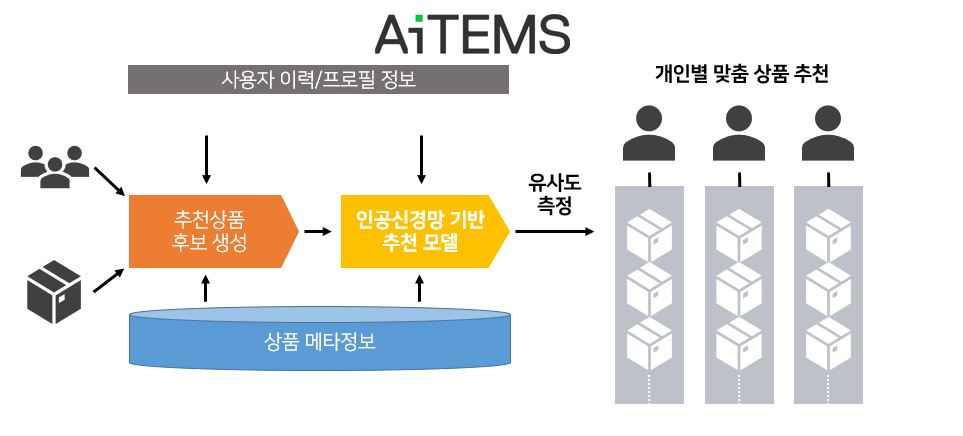 AiTEMS
사용자 이력/프로필 정보
개인별 맞춤 상품 추천
추천상품
후보 생성
인공신경망 기반
추천 모델
유사도
측정
상품 메타정보